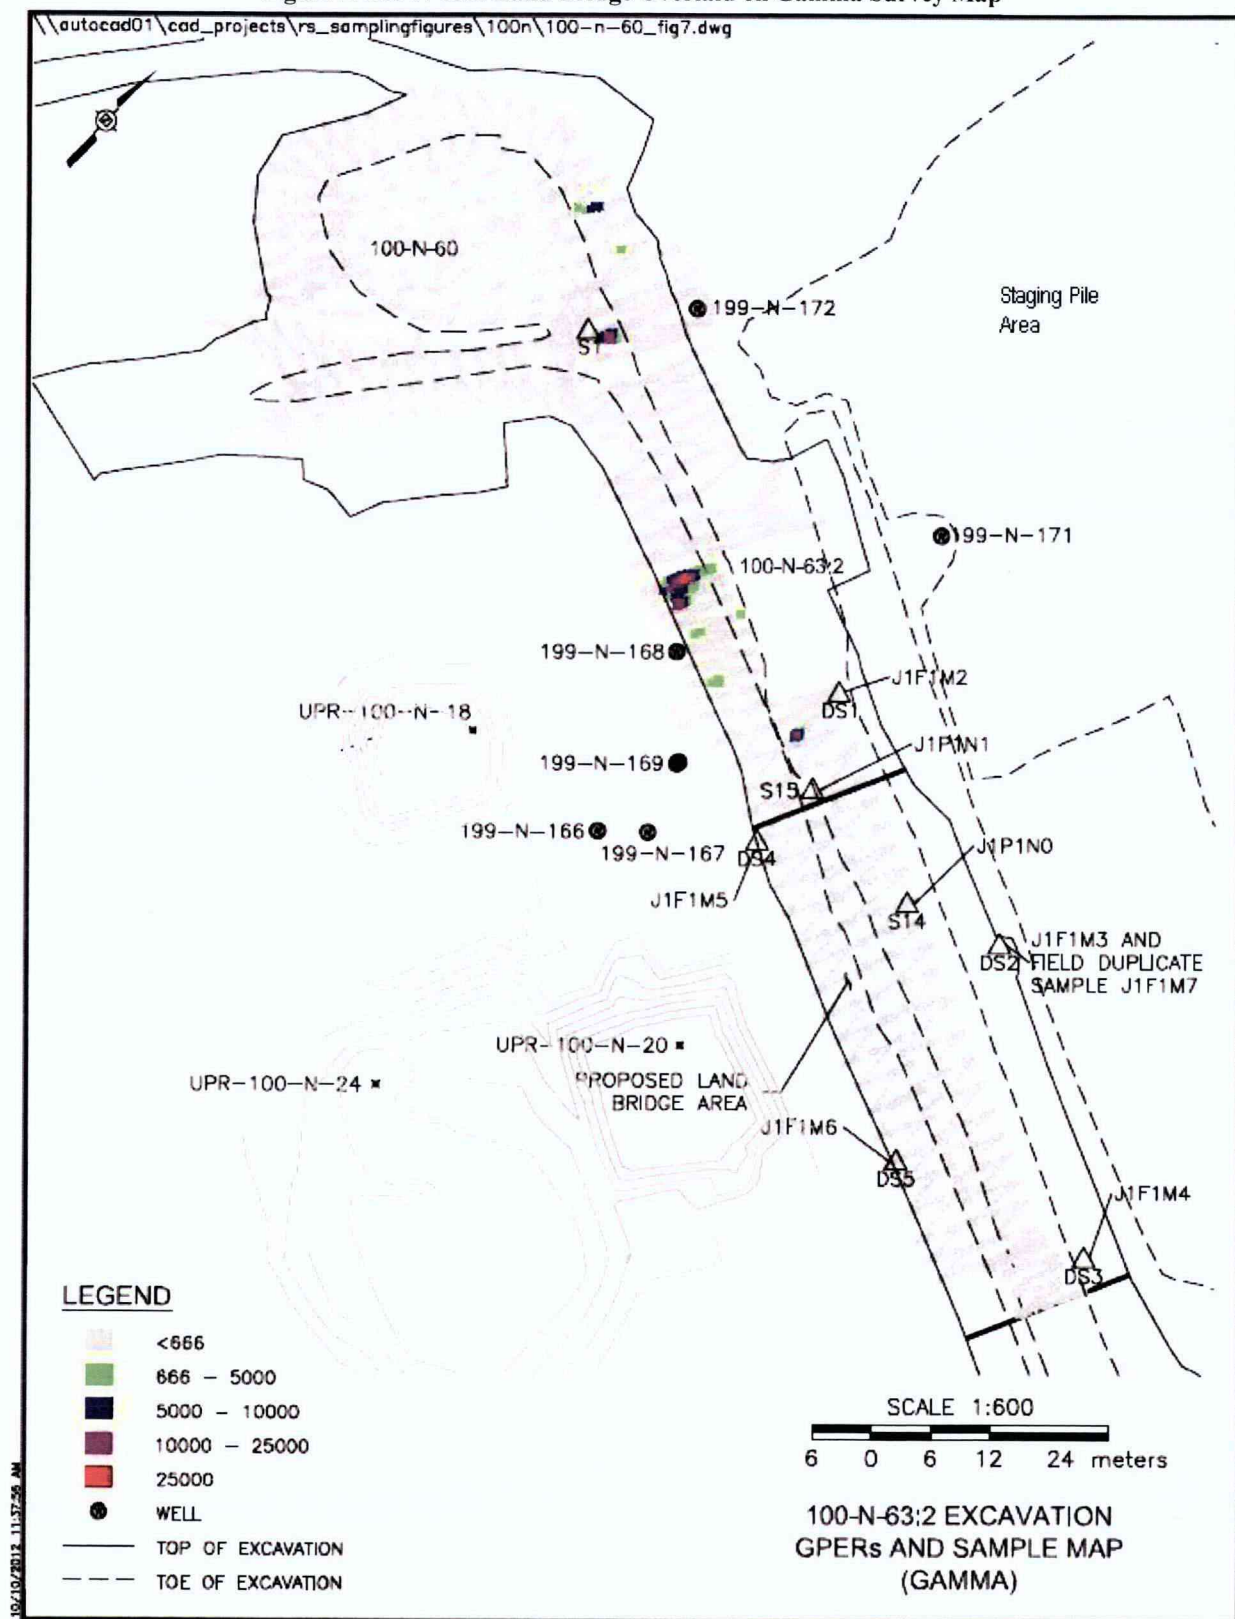 \\autocad01\cad_projects\rs_samplingfigures\100n\100-n-60_fig7.dwg
100-N-60
199-N-172
Staging Pile
Area
S1
199-N-171
100-N-63:2
199-N-168
J1F1M2
UPR-100-N-18
DS1
J1P1N1
199-N-169
S15
199-N-166
199-N-167
DS4
J1P1N0
J1F1M5
S14
J1F1M3 AND
FIELD DUPLICATE
SAMPLE J1F1M7
DS2
UPR-100-N-20
UPR-100-N-24
PROPOSED LAND
BRIDGE AREA
J1F1M6
DS5
J1F1M4
DS3
LEGEND
<666
666 - 5000
5000 - 10000
10000 - 25000
25000
WELL
TOP OF EXCAVATION
TOE OF EXCAVATION
SCALE 1:600
6 0 6 12 24 meters
100-N-63:2 EXCAVATION
GPERs AND SAMPLE MAP
(GAMMA)